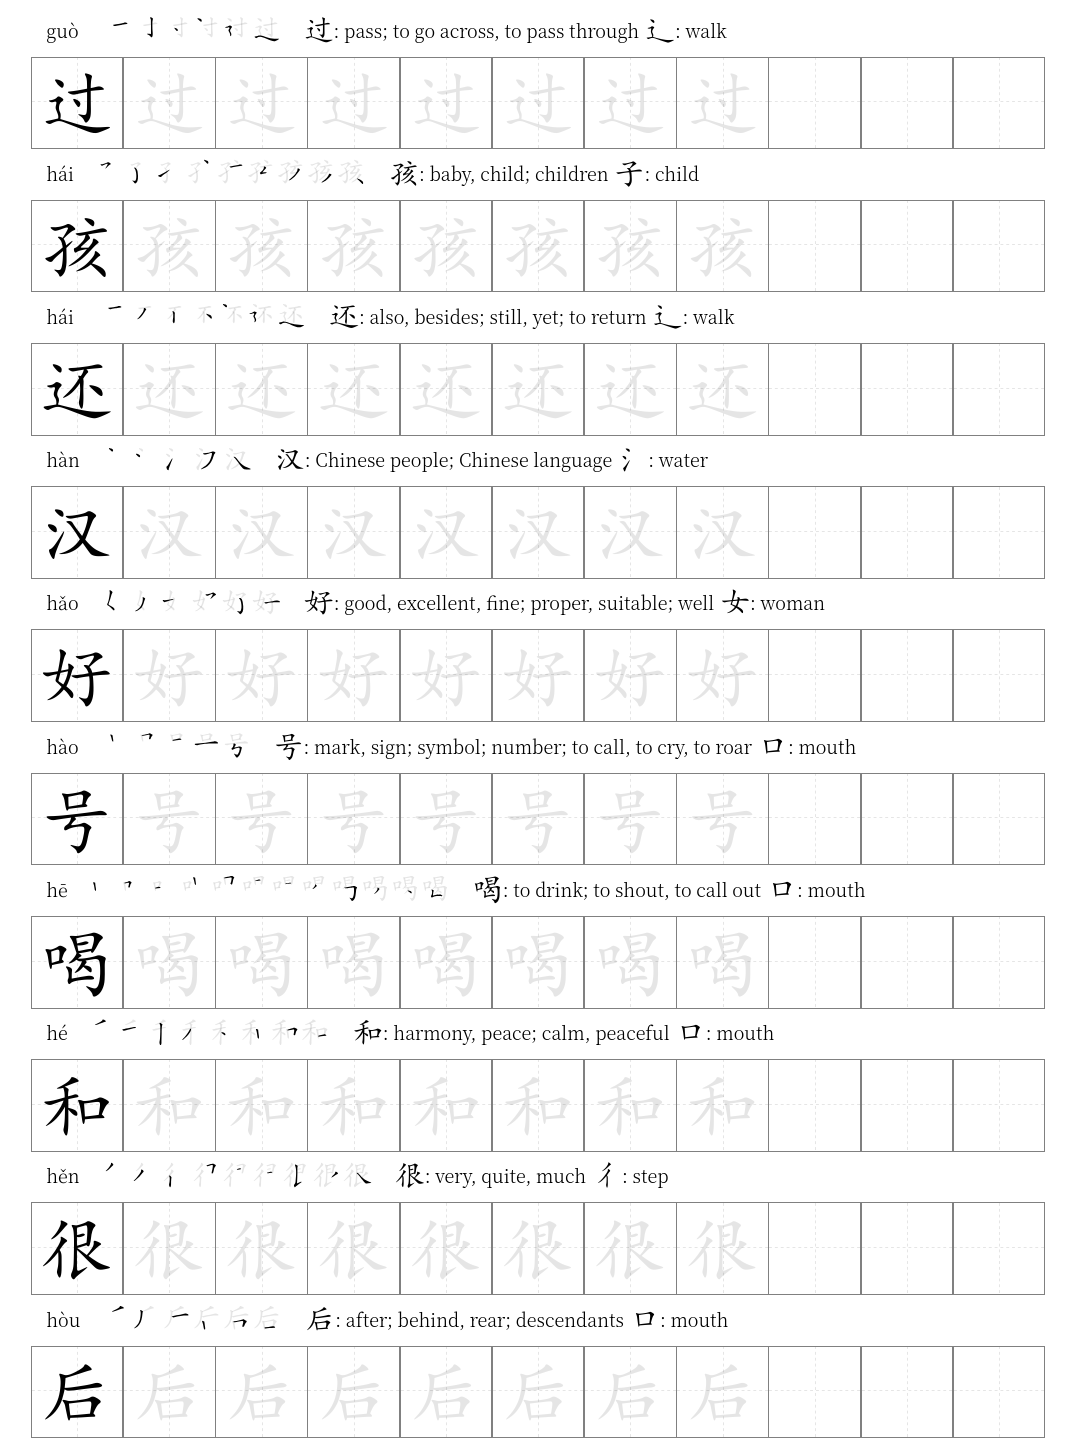 guò 过: pass; to go across, to pass through 辶: walk
过 过 过 过 过 过 过 过
hái 孩: baby, child; children 子: child
孩 孩 孩 孩 孩 孩 孩 孩
hái 还: also, besides; still, yet; to return 辶: walk
还 还 还 还 还 还 还 还
hàn 汉: Chinese people; Chinese language 氵: water
汉 汉 汉 汉 汉 汉 汉 汉
hǎo 好: good, excellent, fine; proper, suitable; well 女: woman
好 好 好 好 好 好 好 好
hào 号: mark, sign; symbol; number; to call, to cry, to roar 口: mouth
号 号 号 号 号 号 号 号
hē 喝: to drink; to shout, to call out 口: mouth
喝 喝 喝 喝 喝 喝 喝 喝
hé 和: harmony, peace; calm, peaceful 口: mouth
和 和 和 和 和 和 和 和
hěn 很: very, quite, much 彳: step
很 很 很 很 很 很 很 很
hòu 后: after; behind, rear; descendants 口: mouth
后 后 后 后 后 后 后 后